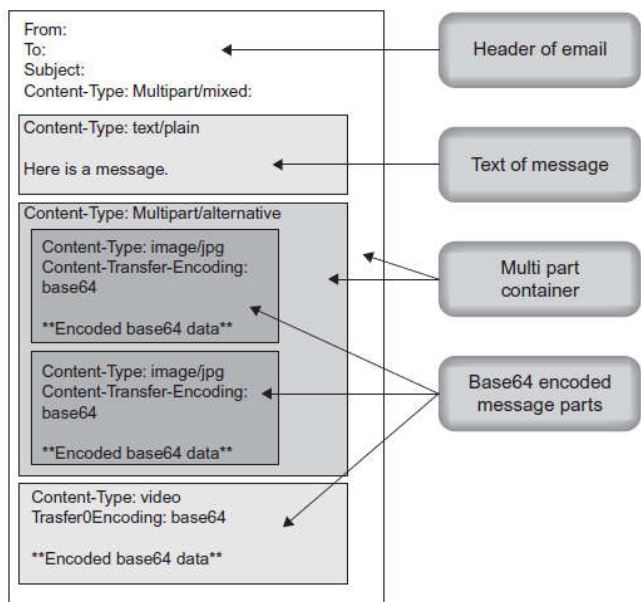 From:
To:
Subject:
Content-Type: Multipart/mixed:
Header of email
Content-Type: text/plain
Here is a message.
Text of message
Content-Type: Multipart/alternative
Content-Type: image/jpg
Content-Transfer-Encoding:
base64
**Encoded base64 data**
Multi part
container
Content-Type: image/jpg
Content-Transfer-Encoding:
base64
**Encoded base64 data**
Base64 encoded
message parts
Content-Type: video
Trasfer0Encoding: base64
**Encoded base64 data**